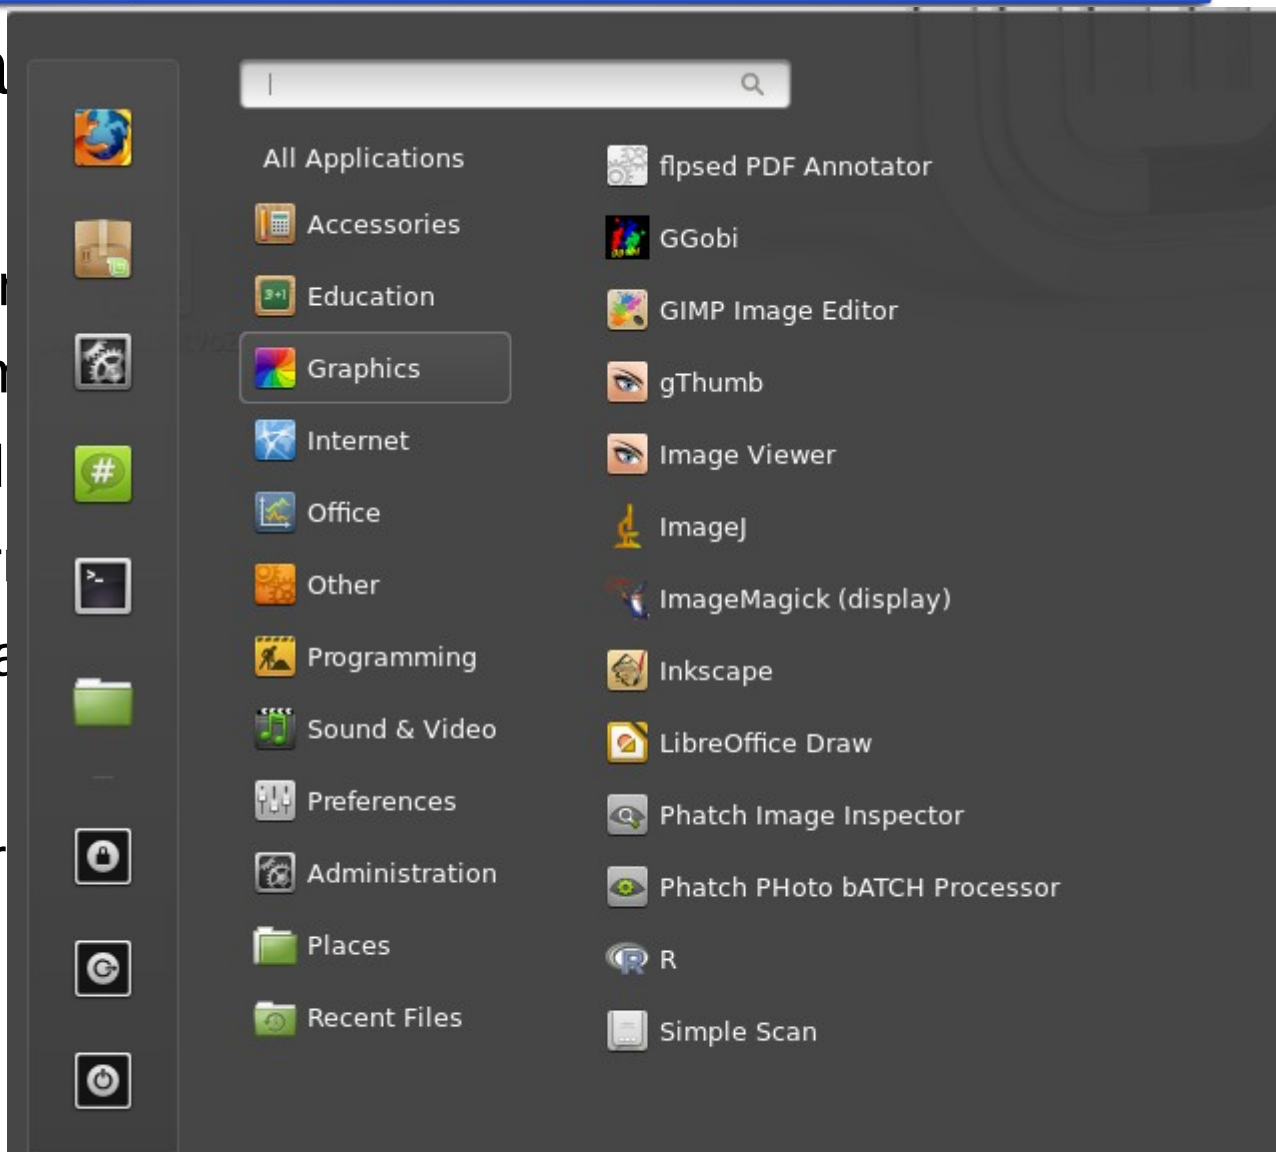 All Applications
Accessories
Education
Graphics
Internet
Office
Other
Programming
Sound & Video
Preferences
Administration
Places
Recent Files
flpsed PDF Annotator
GGobi
GIMP Image Editor
gThumb
Image Viewer
ImageJ
ImageMagick (display)
Inkscape
LibreOffice Draw
Phatch Image Inspector
Phatch PHoto bATCH Processor
R
Simple Scan